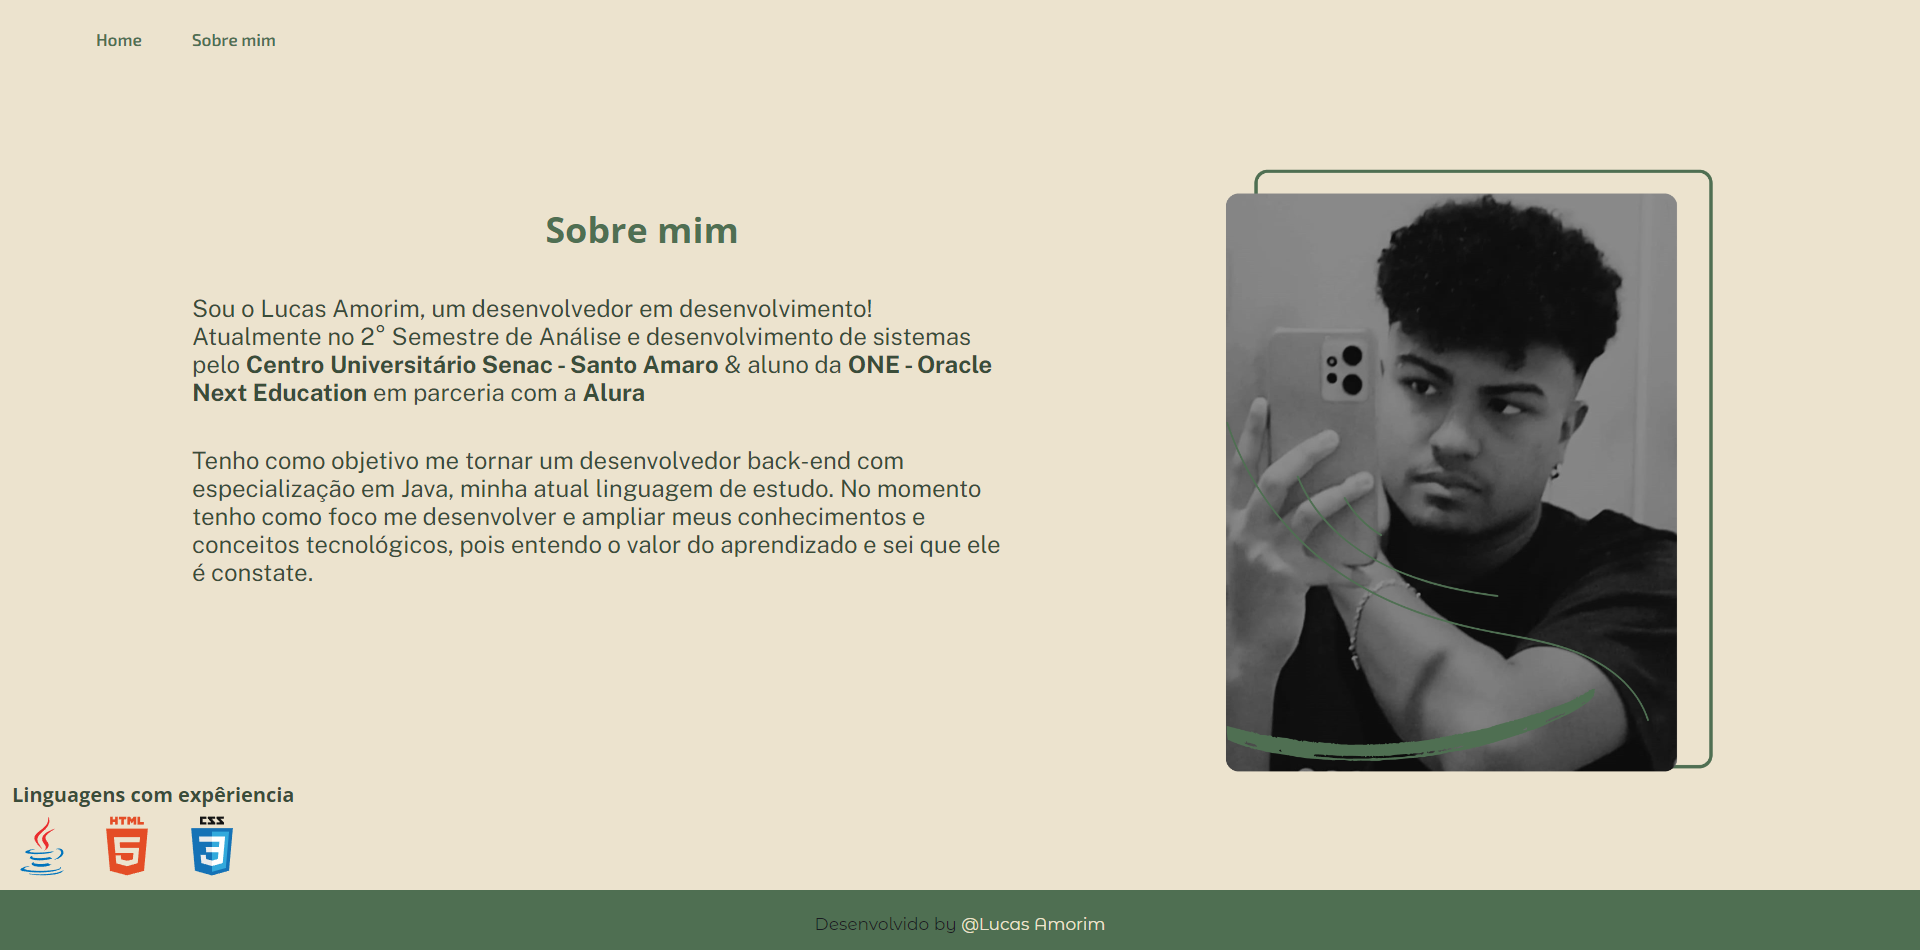 Home Sobre mim
Sobre mim
Sou o Lucas Amorim, um desenvolvedor em desenvolvimento!
Atualmente no 2° Semestre de Análise e desenvolvimento de sistemas
pelo Centro Universitário Senac - Santo Amaro & aluno da ONE - Oracle
Next Education em parceria com a Alura
Tenho como objetivo me tornar um desenvolvedor back-end com
especialização em Java, minha atual linguagem de estudo. No momento
tenho como foco me desenvolver e ampliar meus conhecimentos e
conceitos tecnológicos, pois entendo o valor do aprendizado e sei que ele
é constate.
Linguagens com expêriencia
HTML CSS
5 3
Desenvolvido by @Lucas Amorim